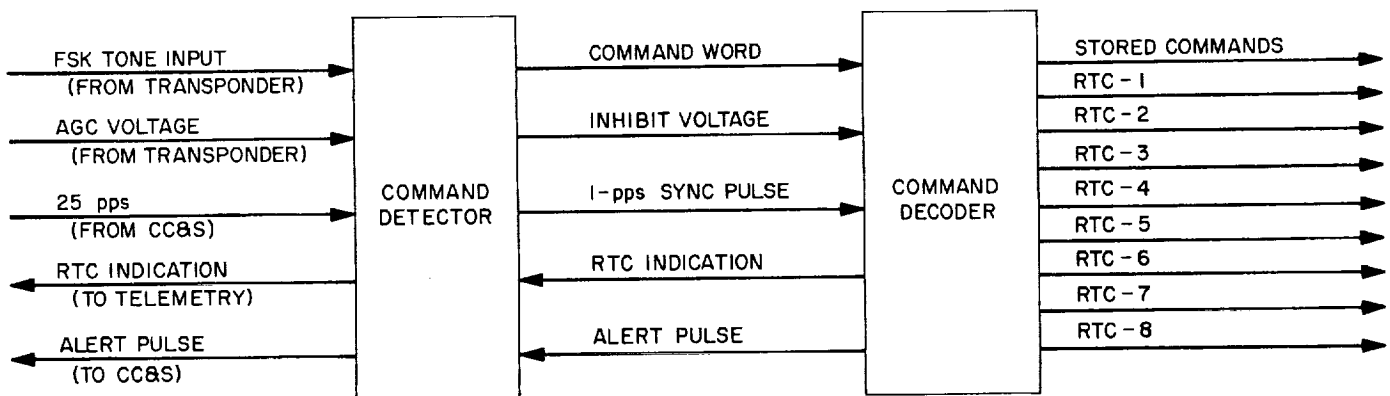 FSK TONE INPUT
(FROM TRANSPONDER)
AGC VOLTAGE
(FROM TRANSPONDER)
25 pps
(FROM CC&S)
RTC INDICATION
(TO TELEMETRY)
ALERT PULSE
(TO CC&S)
COMMAND
DETECTOR
COMMAND WORD
INHIBIT VOLTAGE
1-pps SYNC PULSE
RTC INDICATION
ALERT PULSE
COMMAND
DECODER
STORED COMMANDS
RTC-1
RTC-2
RTC-3
RTC-4
RTC-5
RTC-6
RTC-7
RTC-8